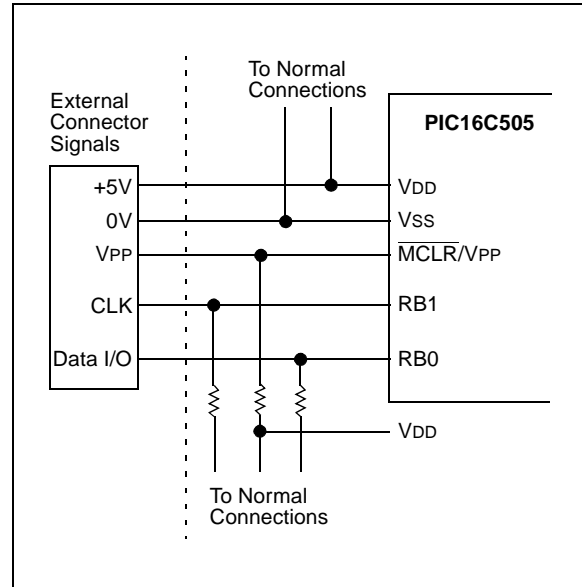 To Normal
Connections
External
Connector
Signals
PIC16C505
+5V
VDD
0V
VSS
VPP
MCLR/VPP
CLK
RB1
Data I/O
RB0
VDD
To Normal
Connections